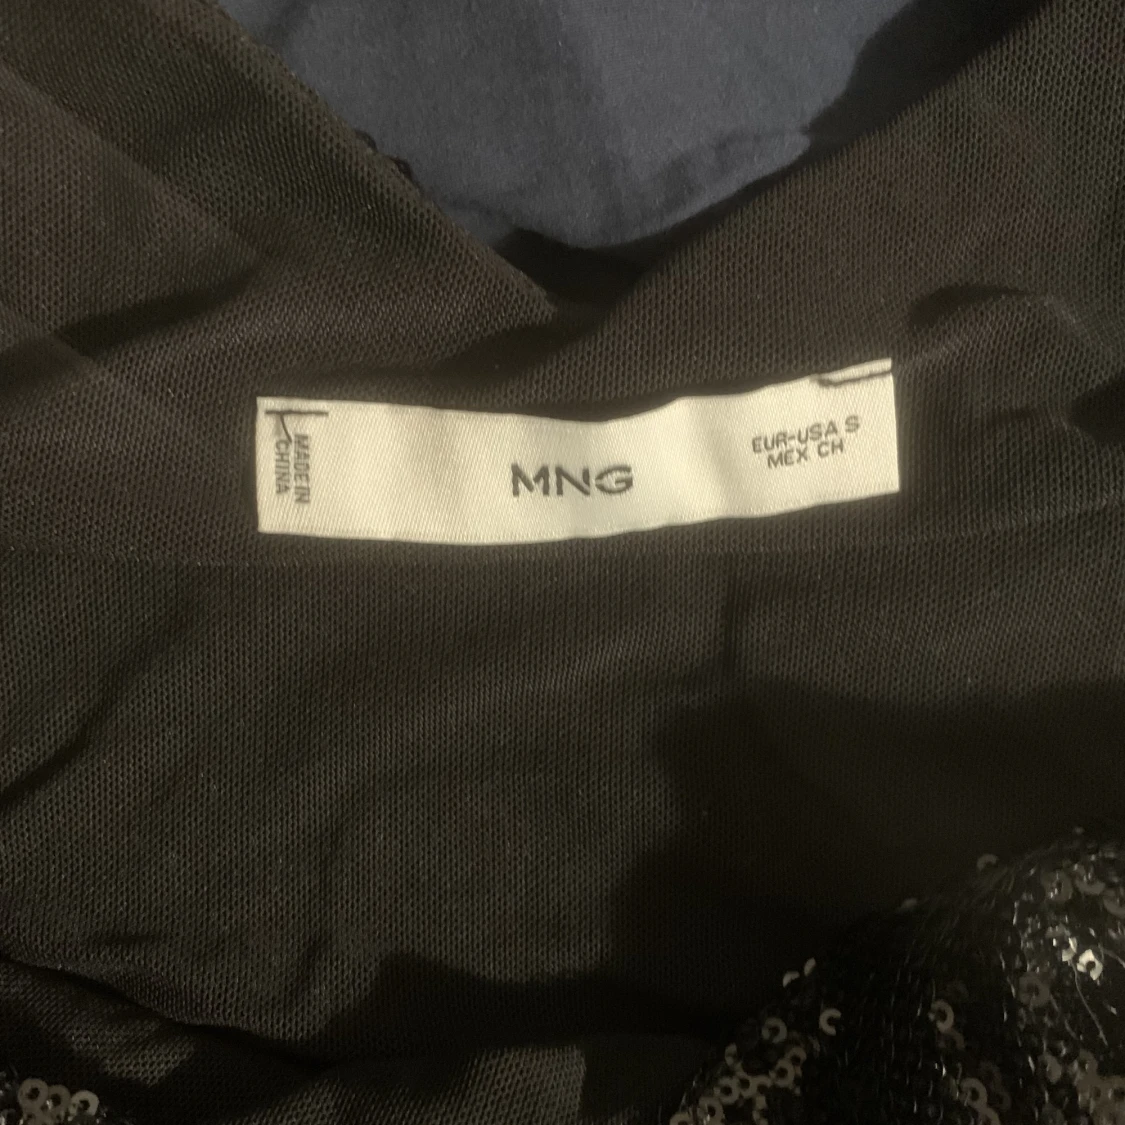 MADE IN
CHINA
MNG
EUR-USA S
MEX CH